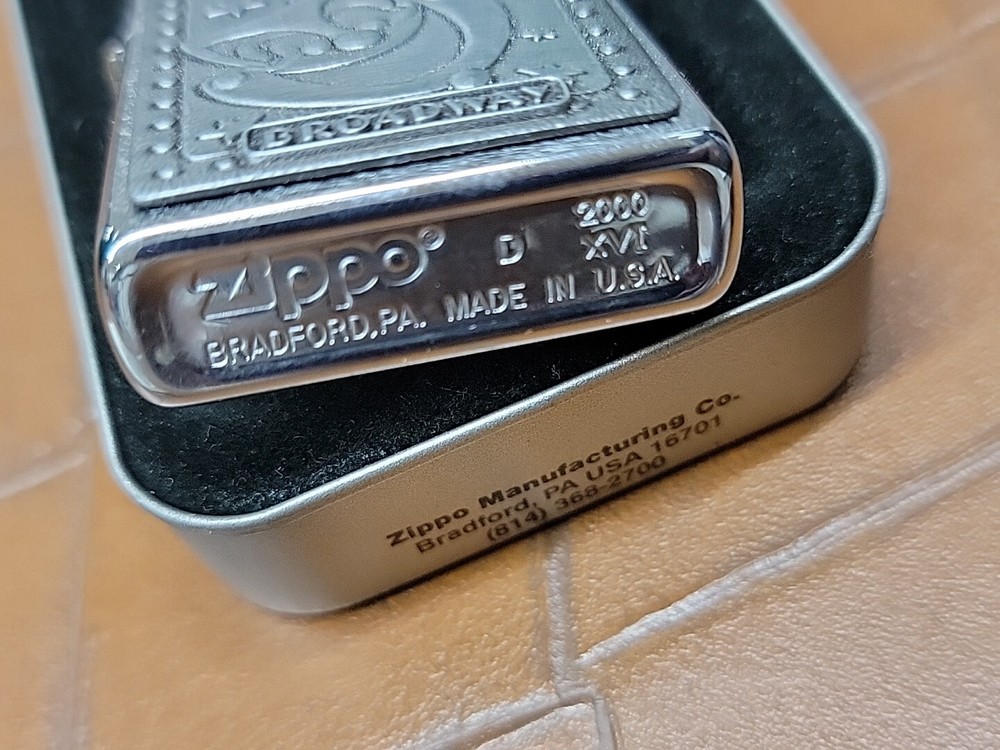 BROADWAY
Zippo®
D
2000
XVI
BRADFORD, PA. MADE IN U.S.A.
Zippo Manufacturing Co.
Bradford, PA USA 16701
(814) 368-2700